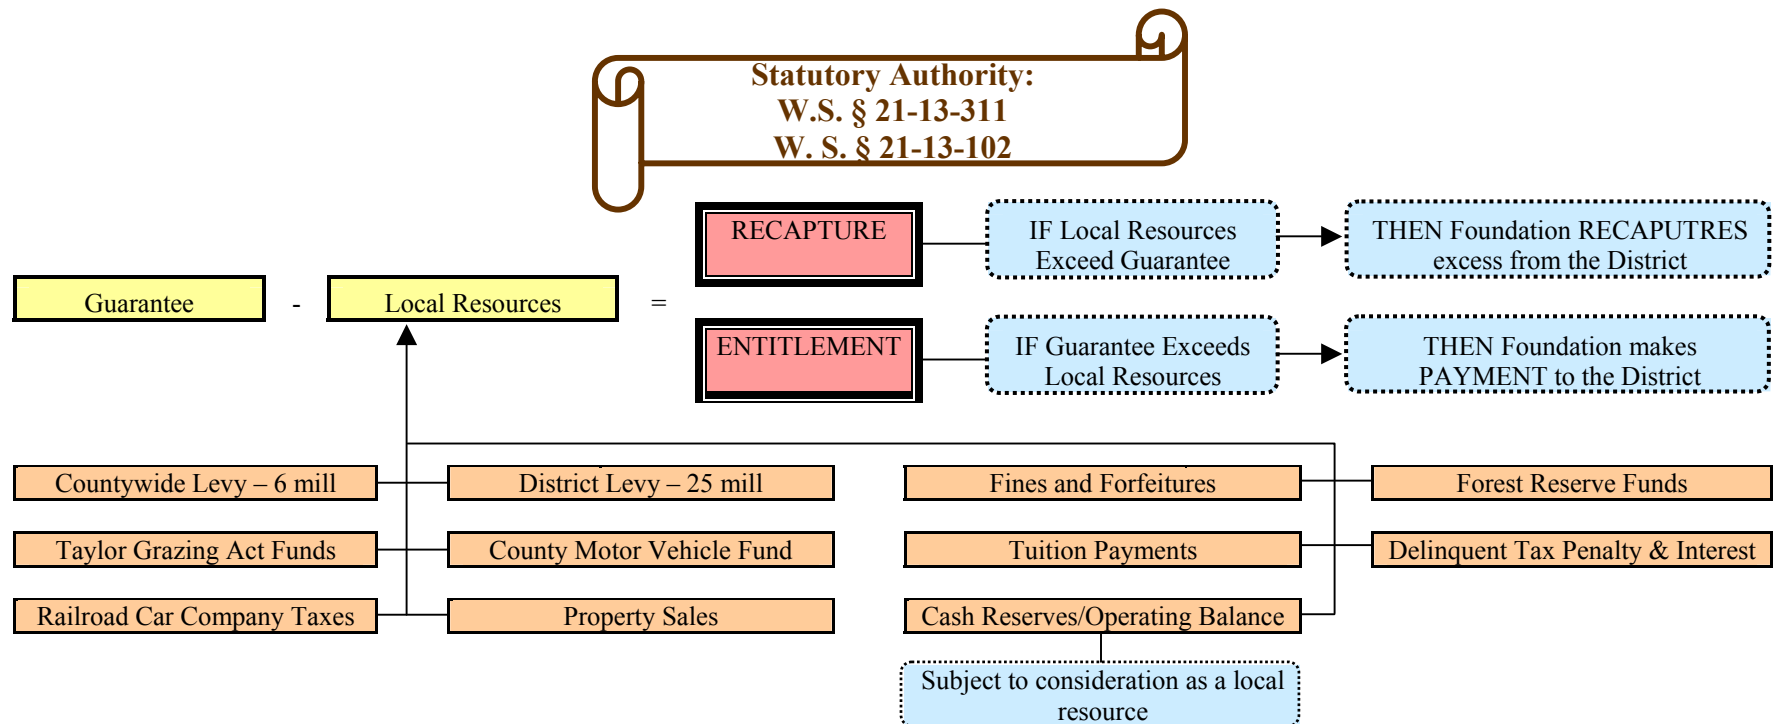 Statutory Authority:
W.S. § 21-13-311
W. S. § 21-13-102
RECAPTURE
IF Local Resources
Exceed Guarantee
THEN Foundation RECAPUTRES
excess from the District
Guarantee
-
Local Resources
=
ENTITLEMENT
IF Guarantee Exceeds
Local Resources
THEN Foundation makes
PAYMENT to the District
Countywide Levy – 6 mill
District Levy – 25 mill
Fines and Forfeitures
Forest Reserve Funds
Taylor Grazing Act Funds
County Motor Vehicle Fund
Tuition Payments
Delinquent Tax Penalty & Interest
Railroad Car Company Taxes
Property Sales
Cash Reserves/Operating Balance
Subject to consideration as a local
resource